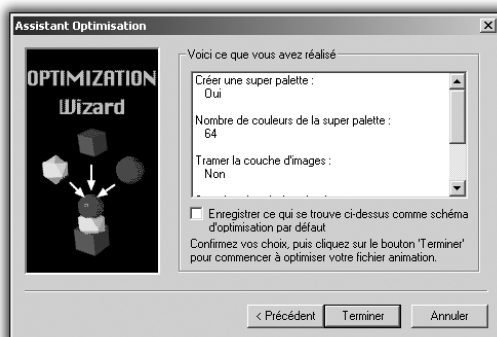 Assistant Optimisation
OPTIMIZATION
Wizard
Voici ce que vous avez réalisé
Créer une super palette :
Oui
Nombre de couleurs de la super palette :
64
Tramer la couche d'images :
Non
Enregistrer ce qui se trouve ci-dessus comme schéma
d'optimisation par défaut
Confirmez vos choix, puis cliquez sur le bouton 'Terminer'
pour commencer à optimiser votre fichier animation.
< Précédent
Terminer
Annuler